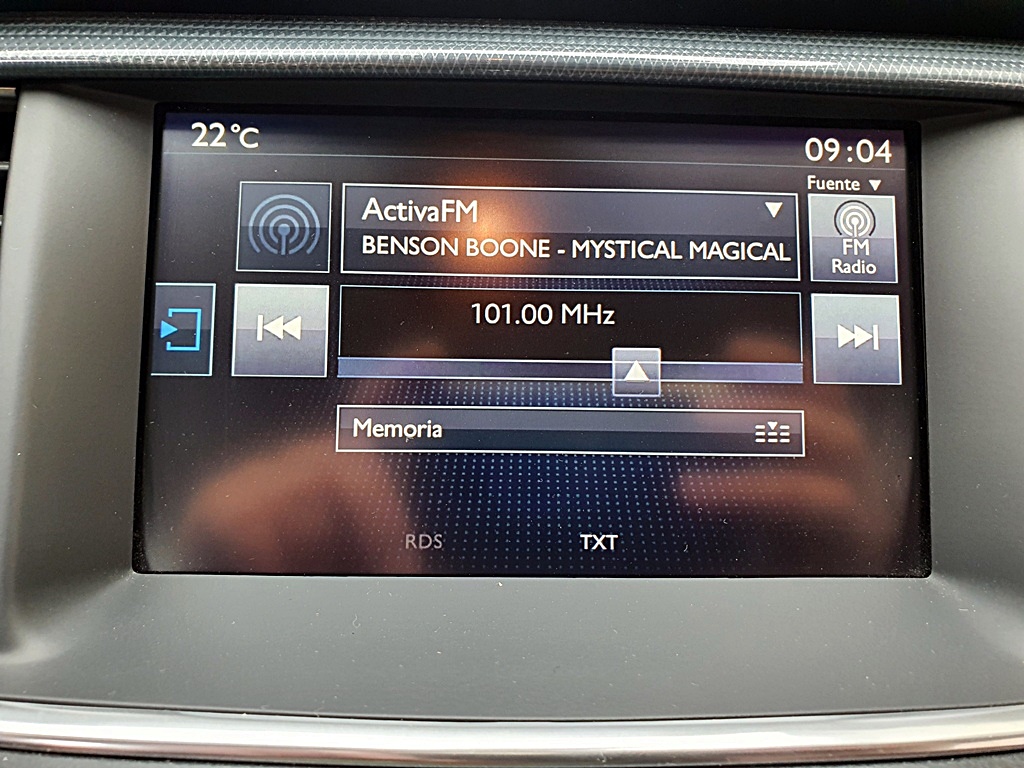 22°C
09:04
Fuente
ActivaFM
BENSON BOONE - MYSTICAL MAGICAL
FM
Radio
101.00 MHz
Memoria
RDS
TXT